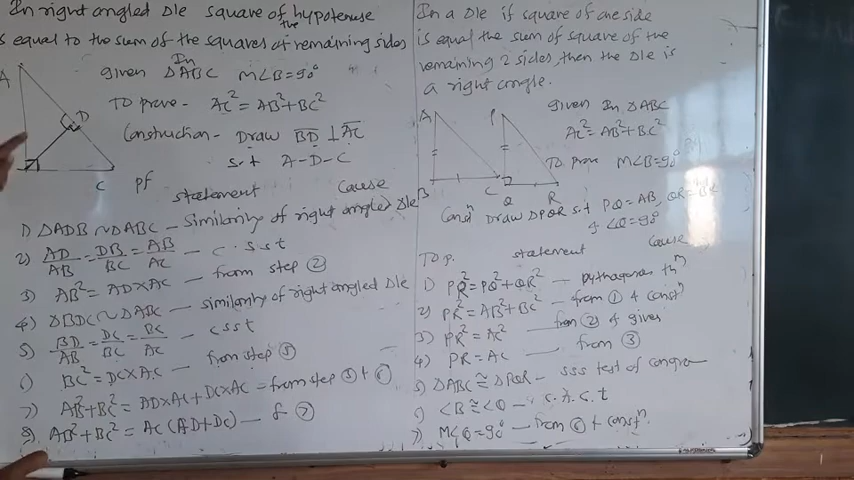 In right angled Δle square of the hypotenuse
is equal to the sum of the squares of remaining sides
Given In ΔABC m∠B=90°
To prove- AC²=AB²+BC²
Construction- Draw BD ⊥ AC
s.t A-D-C
A
D
C
pf
statement cause
1) ΔADB ~ ΔABC - similarity of right angled Δle
2) AD/AB = DB/BC = AB/AC - c.s.s.t
3) AB²= AD×AC - from step ②
4) ΔBDC ~ ΔABC - similarity of right angled Δle
5) BD/AB = DC/BC = BC/AC - csst
6) BC²= DC×AC - from step ⑤
7) AB²+BC²= AD×AC+DC×AC = from step ③ + ⑥
8) AB²+BC²= AC(AD+DC) - f ⑦
In a Δle if square of one side
is equal the sum of square of the
remaining 2 sides, then the Δle is
a right angle.
Given In ΔABC
AC²=AB²+BC²
To prove m∠B=90°
A
P
B
C
Q
R
Constⁿ Draw ΔPQR s.t PQ=AB, QR=BC
∠Q=90°
statement cause
1) PR²=PQ²+QR² - pythagoras thᵐ
2) PR²=AB²+BC² - from ① & constⁿ
3) PR²=AC² - from ② & given
4) PR=AC - from ③
5) ΔABC≅ΔPQR - sss test of
6) ∠B≅∠Q - c.a.c.t
7) m∠Q=90° - from ⑥ + constⁿ